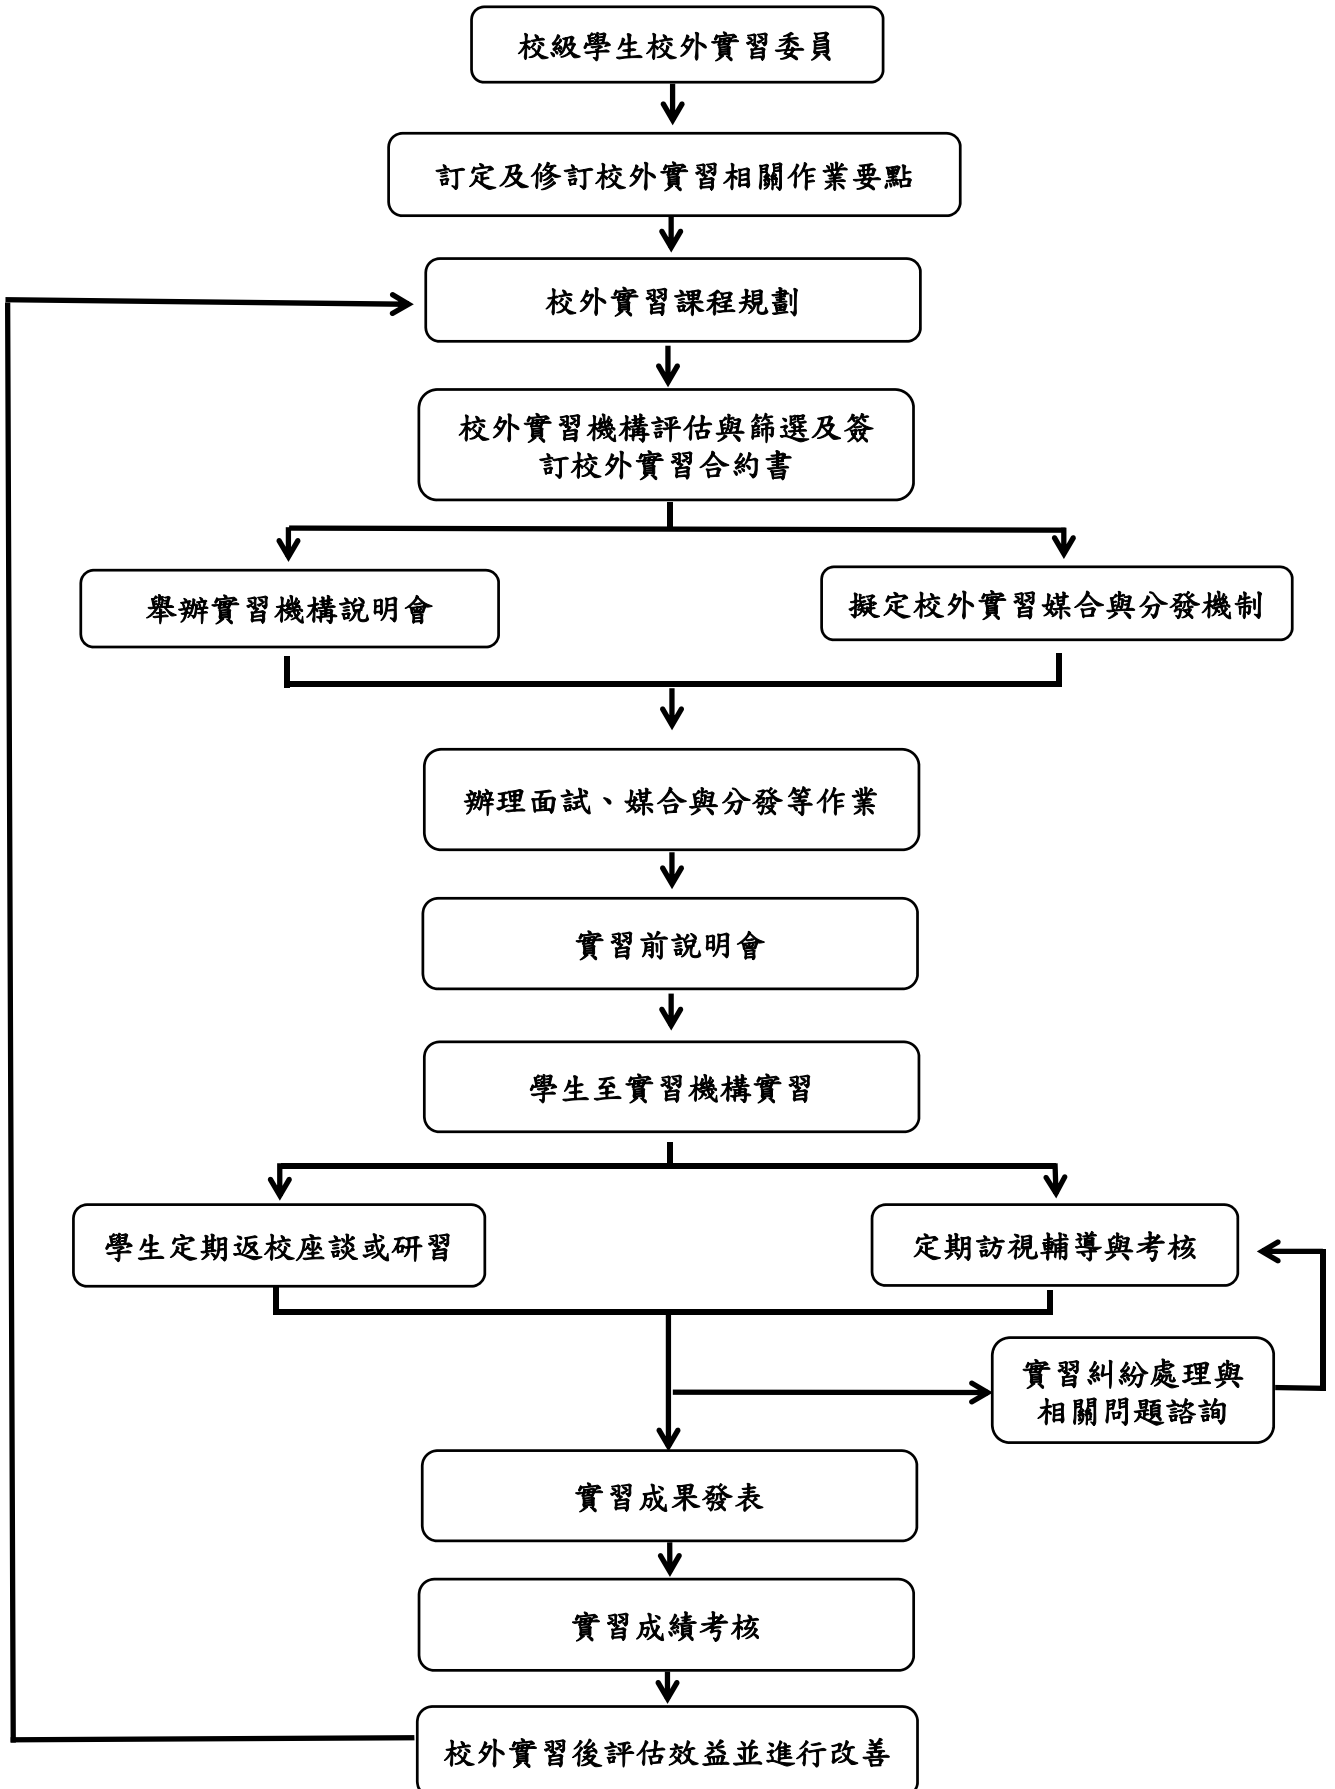 校級學生校外實習委員
訂定及修訂校外實習相關作業要點
校外實習課程規劃
校外實習機構評估與篩選及簽
訂校外實習合約書
舉辦實習機構說明會
擬定校外實習媒合與分發機制
辦理面試、媒合與分發等作業
實習前說明會
學生至實習機構實習
學生定期返校座談或研習
定期訪視輔導與考核
實習糾紛處理與
相關問題諮詢
實習成果發表
實習成績考核
校外實習後評估效益並進行改善